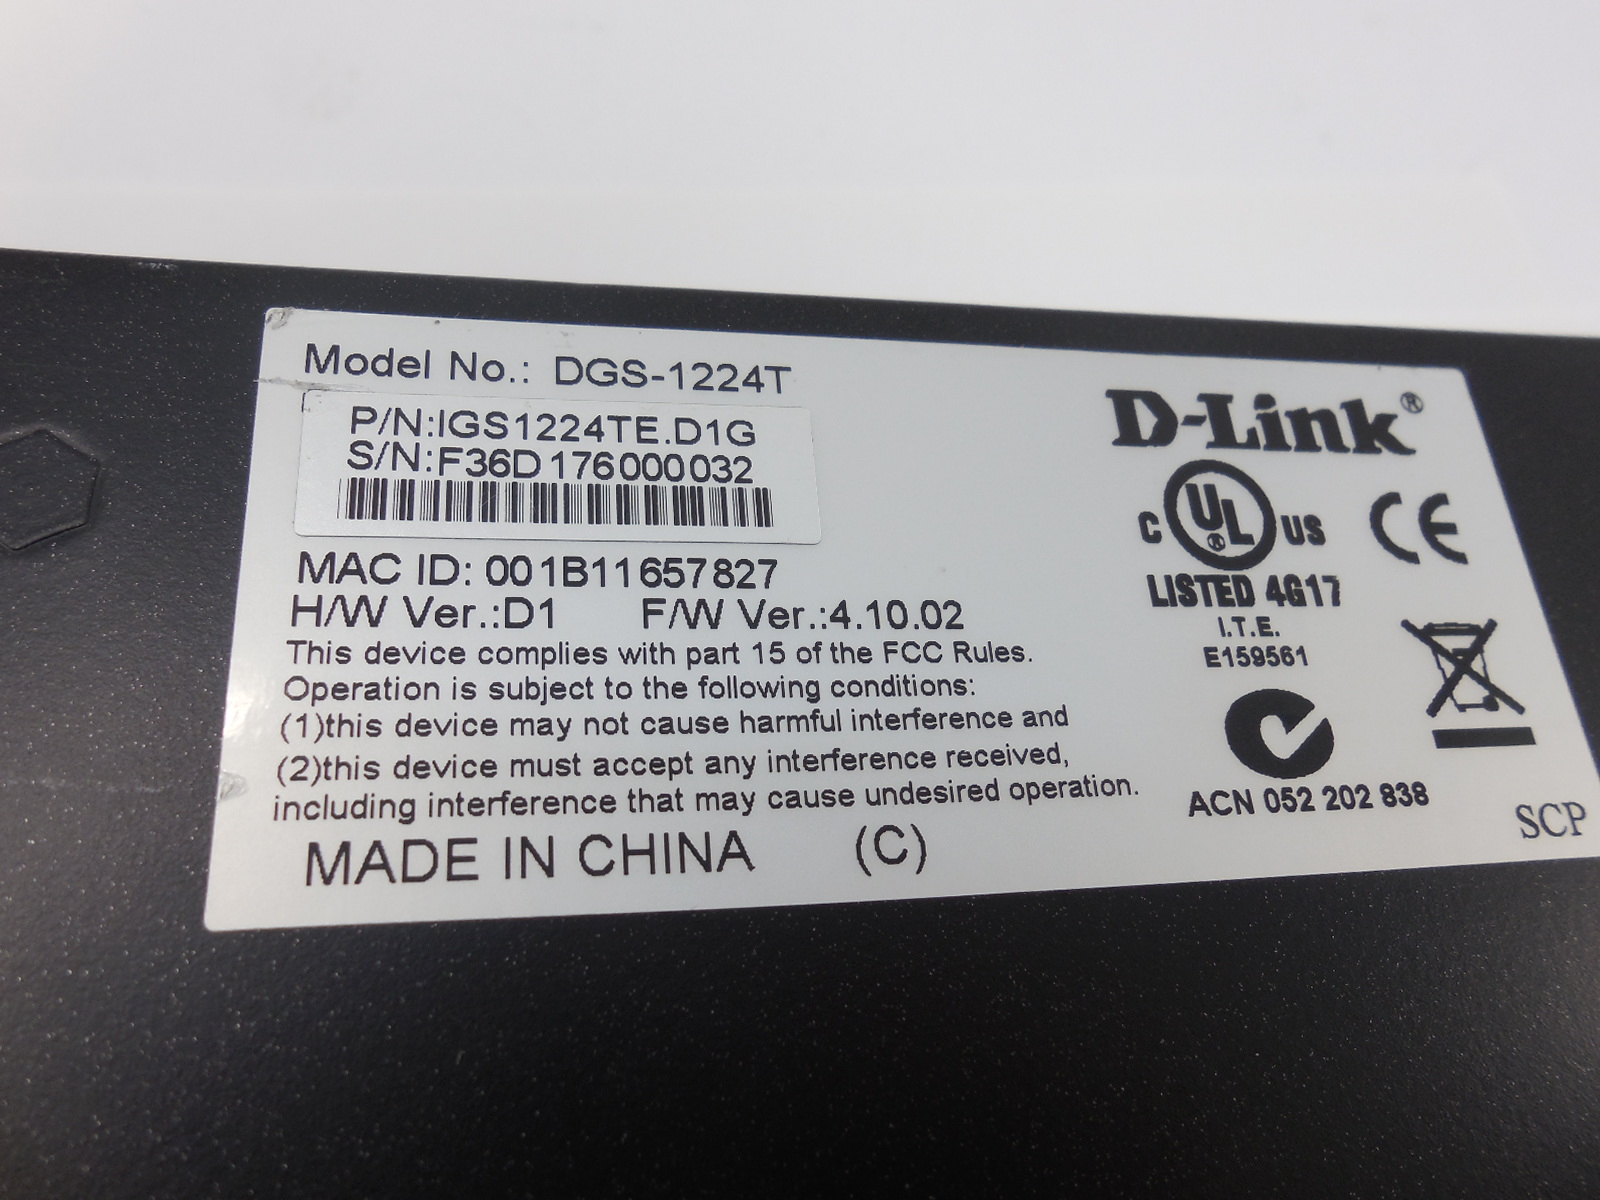 Model No.: DGS-1224T
P/N:IGS1224TE.D1G
S/N:F36D176000032
MAC ID: 001B11657827
H/W Ver.:D1 F/W Ver.:4.10.02
This device complies with part 15 of the FCC Rules.
Operation is subject to the following conditions:
(1)this device may not cause harmful interference and
(2)this device must accept any interference received,
including interference that may cause undesired operation.
MADE IN CHINA (C)
D-Link®
C UL® US CE
LISTED 4G17
I.T.E.
E159561
ACN 052 202 838
SCP